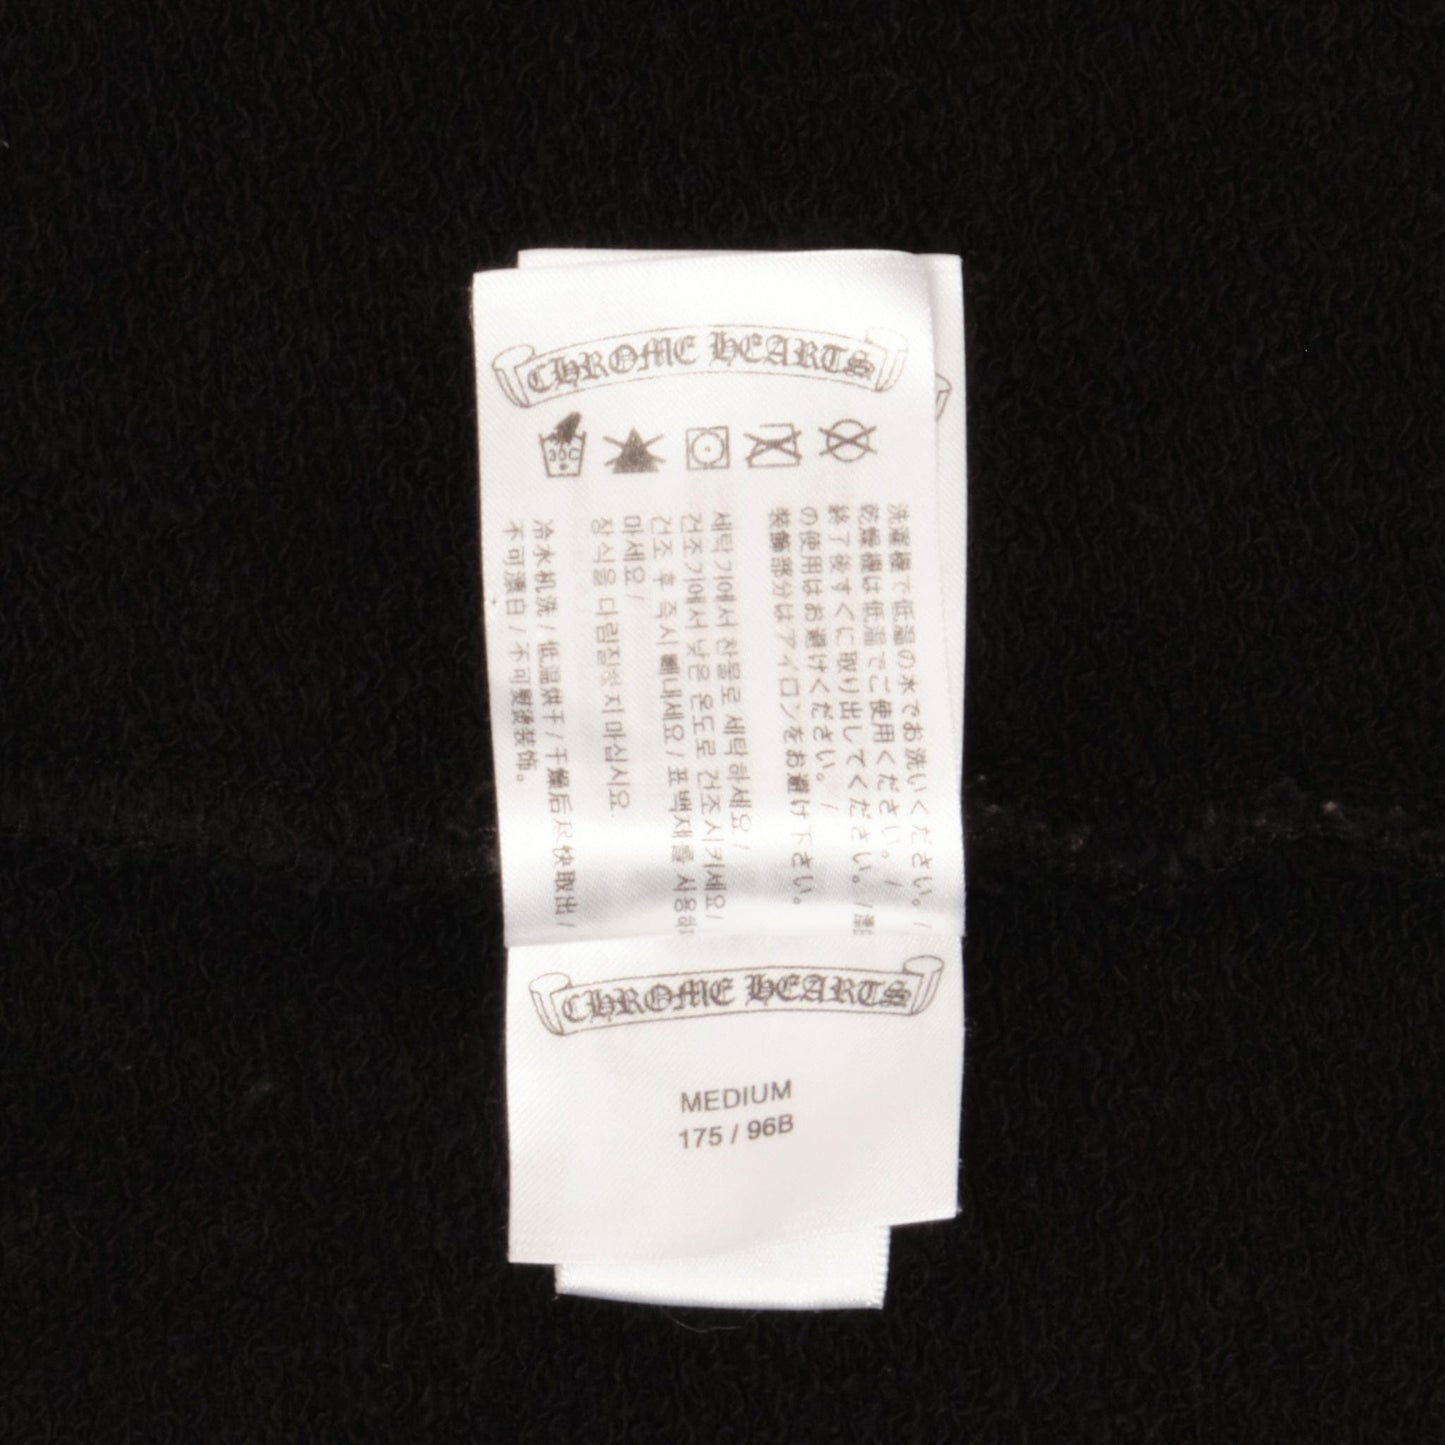 CHROME HEARTS
30C
洗濯機で低温の水でお洗いください。/
乾燥機は低温でご使用ください。/
終了後すぐに取り出してください。/漂
の使用はお避けください。/
装飾部分はアイロンをお避け下さい。
세탁기에서 찬물로 세탁하세요/
건조기에서 낮은 온도로 건조시키세요/
건조 후 즉시 빼내세요/ 표백제를 사용하
마세요/
장식을 다림질하지 마십시요.
冷水机洗/低温烘干/干燥后尽快取出/
不可漂白/不可熨烫装饰。
CHROME HEARTS
MEDIUM
175 / 96B